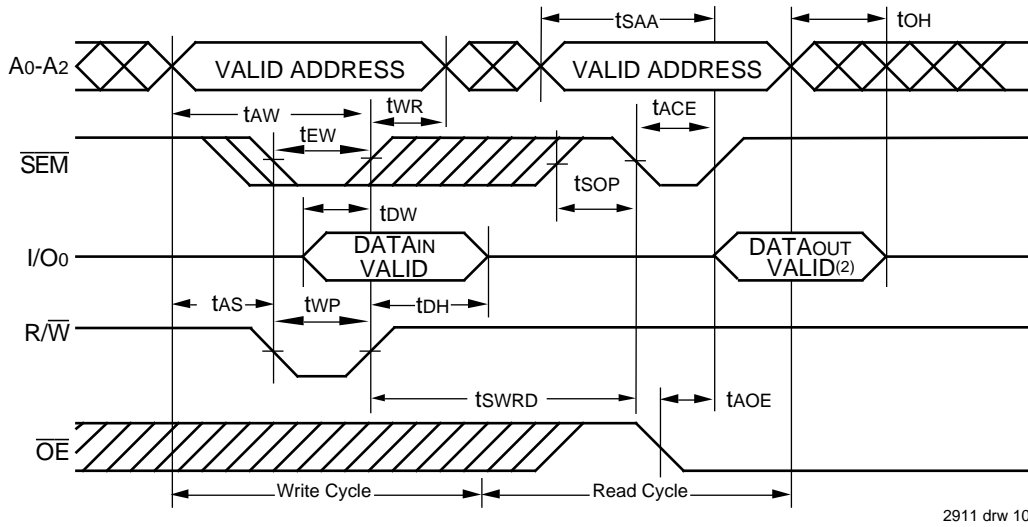 tSAA
tOH
A0-A2
VALID ADDRESS
VALID ADDRESS
tAW
tWR
tACE
tEW
SEM
tSOP
tDW
I/O0
DATAIN
VALID
DATAOUT
VALID(2)
tAS
tWP
tDH
R/W
tSWRD
tAOE
OE
Write Cycle
Read Cycle
2911 drw 10